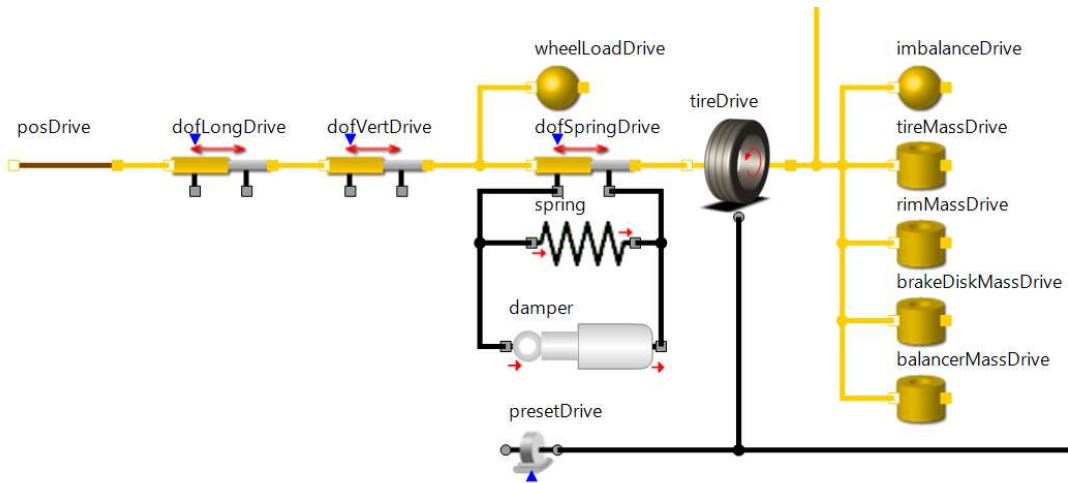 wheelLoadDrive
imbalanceDrive
tireDrive
posDrive
dofLongDrive
dofVertDrive
dofSpringDrive
tireMassDrive
spring
rimMassDrive
brakeDiskMassDrive
damper
balancerMassDrive
presetDrive